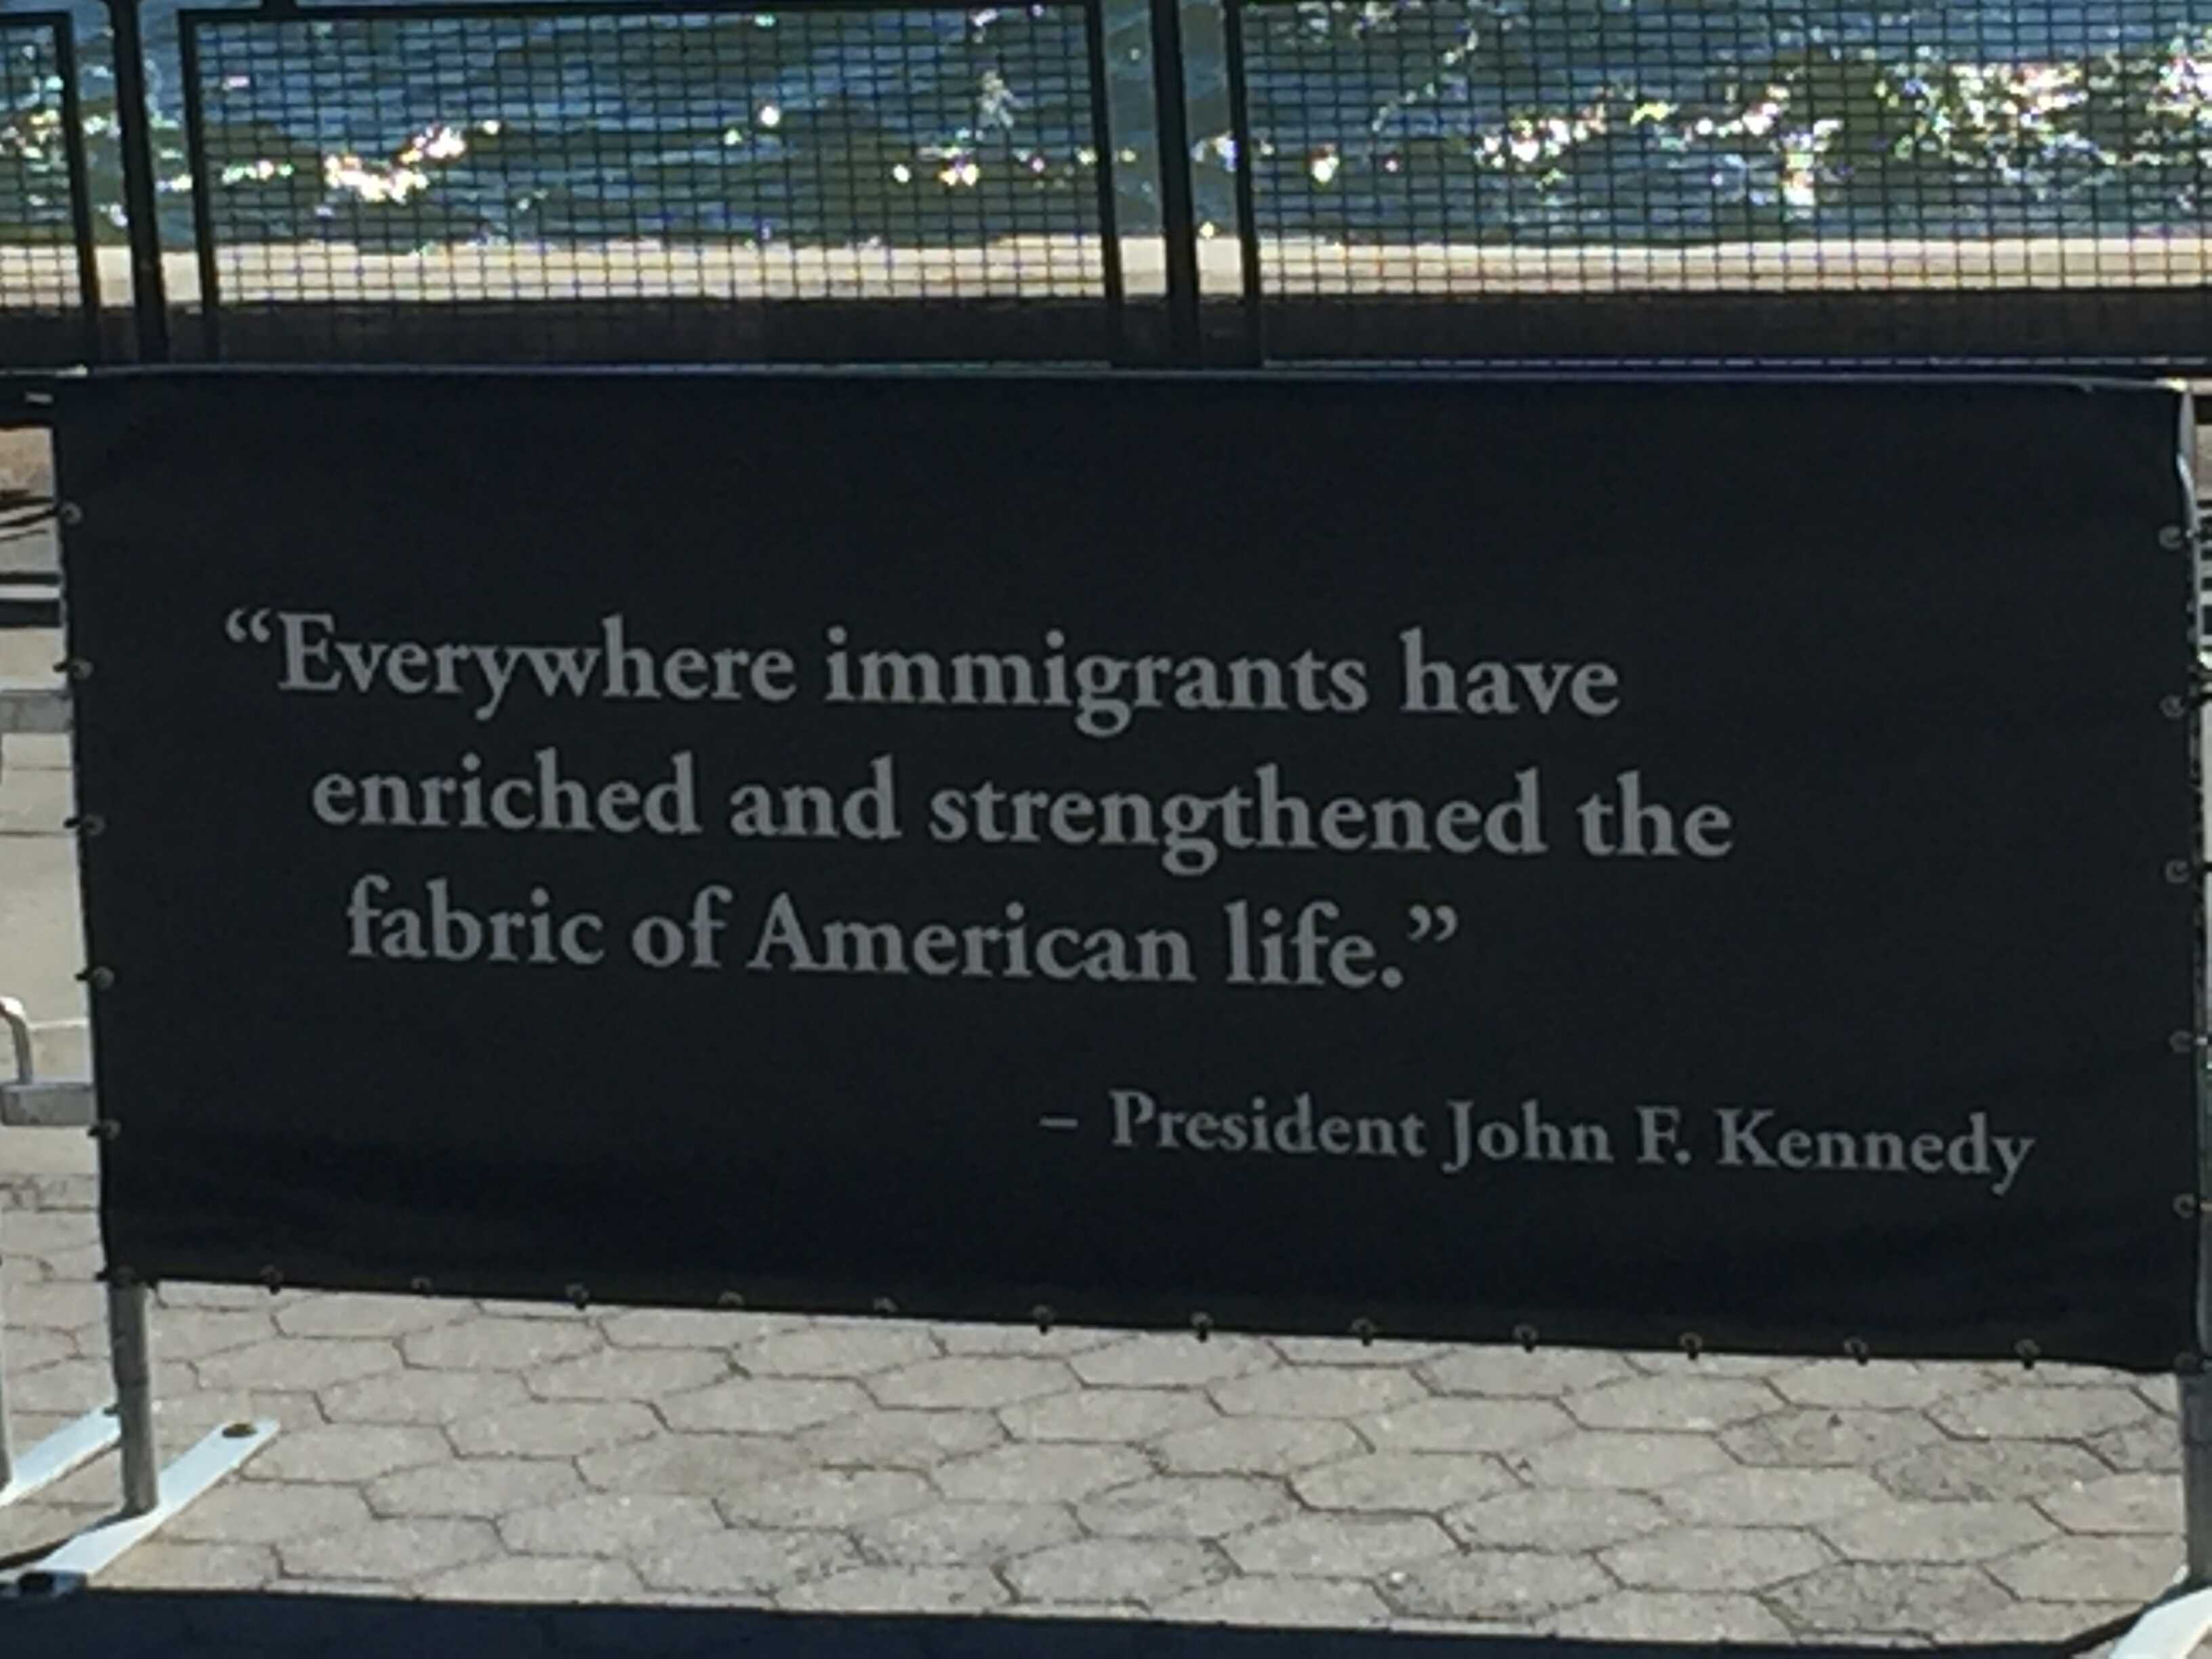 “Everywhere immigrants have
enriched and strengthened the
fabric of American life.”
– President John F. Kennedy